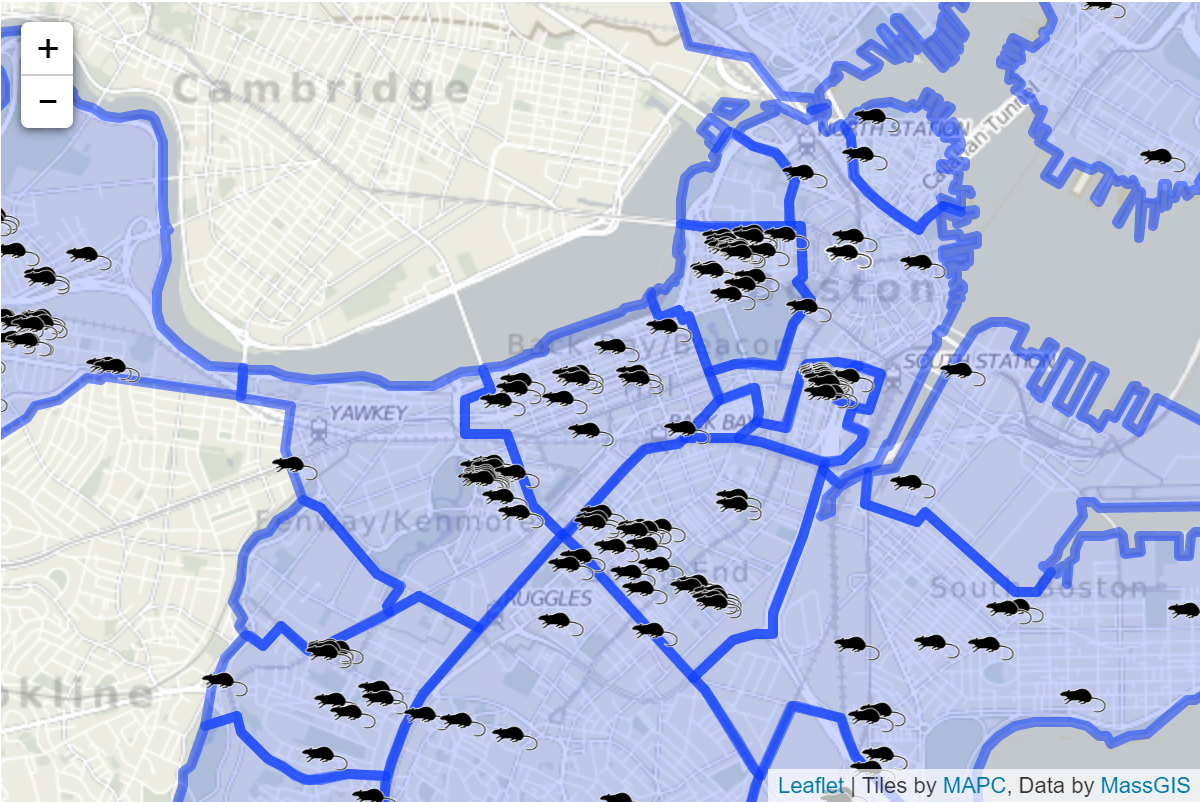 +
Cambridge
−
NORTH STATION
Callahan Tunnel
Boston
Back Bay/Beacon
Hill
SOUTH STATION
YAWKEY
BACK BAY
Fenway/Kenmore
End
South Boston
RUGGLES
okline
Leaflet | Tiles by MAPC, Data by MassGIS